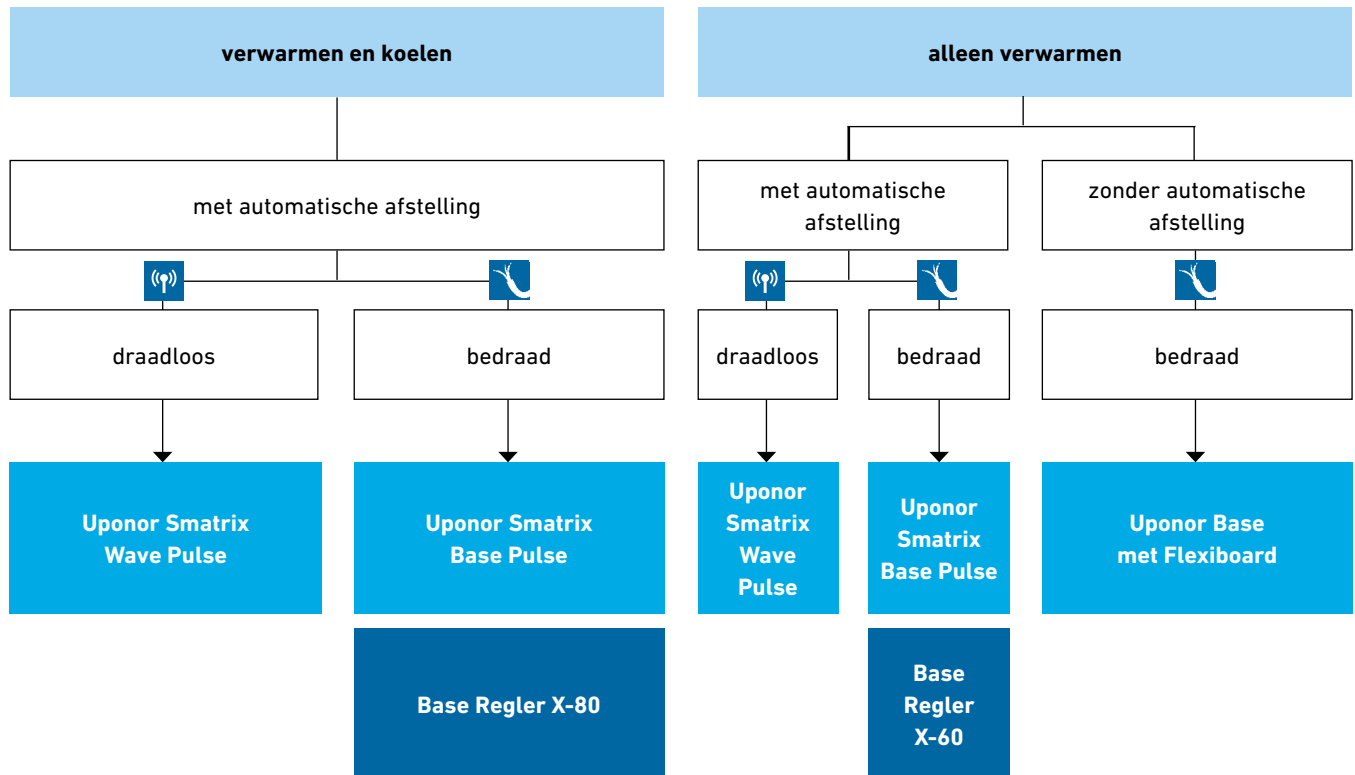 verwarmen en koelen
alleen verwarmen
met automatische afstelling
met automatische
afstelling
zonder automatische
afstelling
draadloos
bedraad
draadloos
bedraad
bedraad
Uponor Smatrix
Wave Pulse
Uponor Smatrix
Base Pulse
Uponor
Smatrix
Wave
Pulse
Uponor
Smatrix
Base Pulse
Uponor Base
met Flexiboard
Base Regler X-80
Base
Regler
X-60